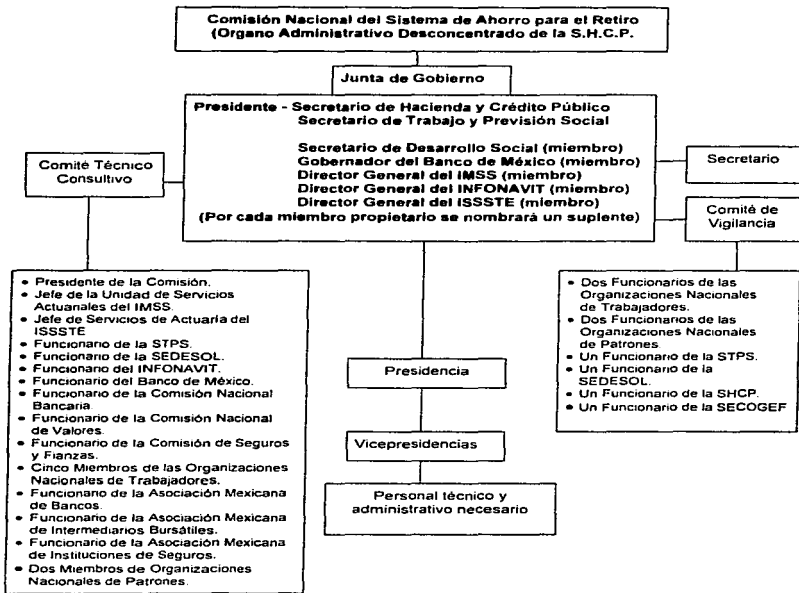 Comisión Nacional del Sistema de Ahorro para el Retiro
(Organo Administrativo Desconcentrado de la S.H.C.P.
Junta de Gobierno
Presidente - Secretario de Hacienda y Crédito Público
Secretario de Trabajo y Previsión Social
Secretario de Desarrollo Social (miembro)
Gobernador del Banco de México (miembro)
Director General del IMSS (miembro)
Director General del INFONAVIT (miembro)
Director General del ISSSTE (miembro)
(Por cada miembro propietario se nombrará un suplente)
Comité Técnico
Consultivo
Secretario
Comité de
Vigilancia
• Presidente de la Comisión.
• Jefe de la Unidad de Servicios
Actuariales del IMSS.
• Jefe de Servicios de Actuaría del
ISSSTE
• Funcionario de la STPS.
• Funcionario de la SEDESOL.
• Funcionario del INFONAVIT.
• Funcionario del Banco de México.
• Funcionario de la Comisión Nacional
Bancaria.
• Funcionario de la Comisión Nacional
de Valores.
• Funcionario de la Comisión de Seguros
y Fianzas.
• Cinco Miembros de las Organizaciones
Nacionales de Trabajadores.
• Funcionario de la Asociación Mexicana
de Bancos.
• Funcionario de la Asociación Mexicana
de Intermediarios Bursátiles.
• Funcionario de la Asociación Mexicana
de Instituciones de Seguros.
• Dos Miembros de Organizaciones
Nacionales de Patrones.
• Dos Funcionarios de las
Organizaciones Nacionales
de Trabajadores.
• Dos Funcionarios de las
Organizaciones Nacionales
de Patrones.
• Un Funcionario de la STPS.
• Un Funcionario de la
SEDESOL.
• Un Funcionario de la SHCP.
• Un Funcionario de la SECOGEF
Presidencia
Vicepresidencias
Personal técnico y
administrativo necesario